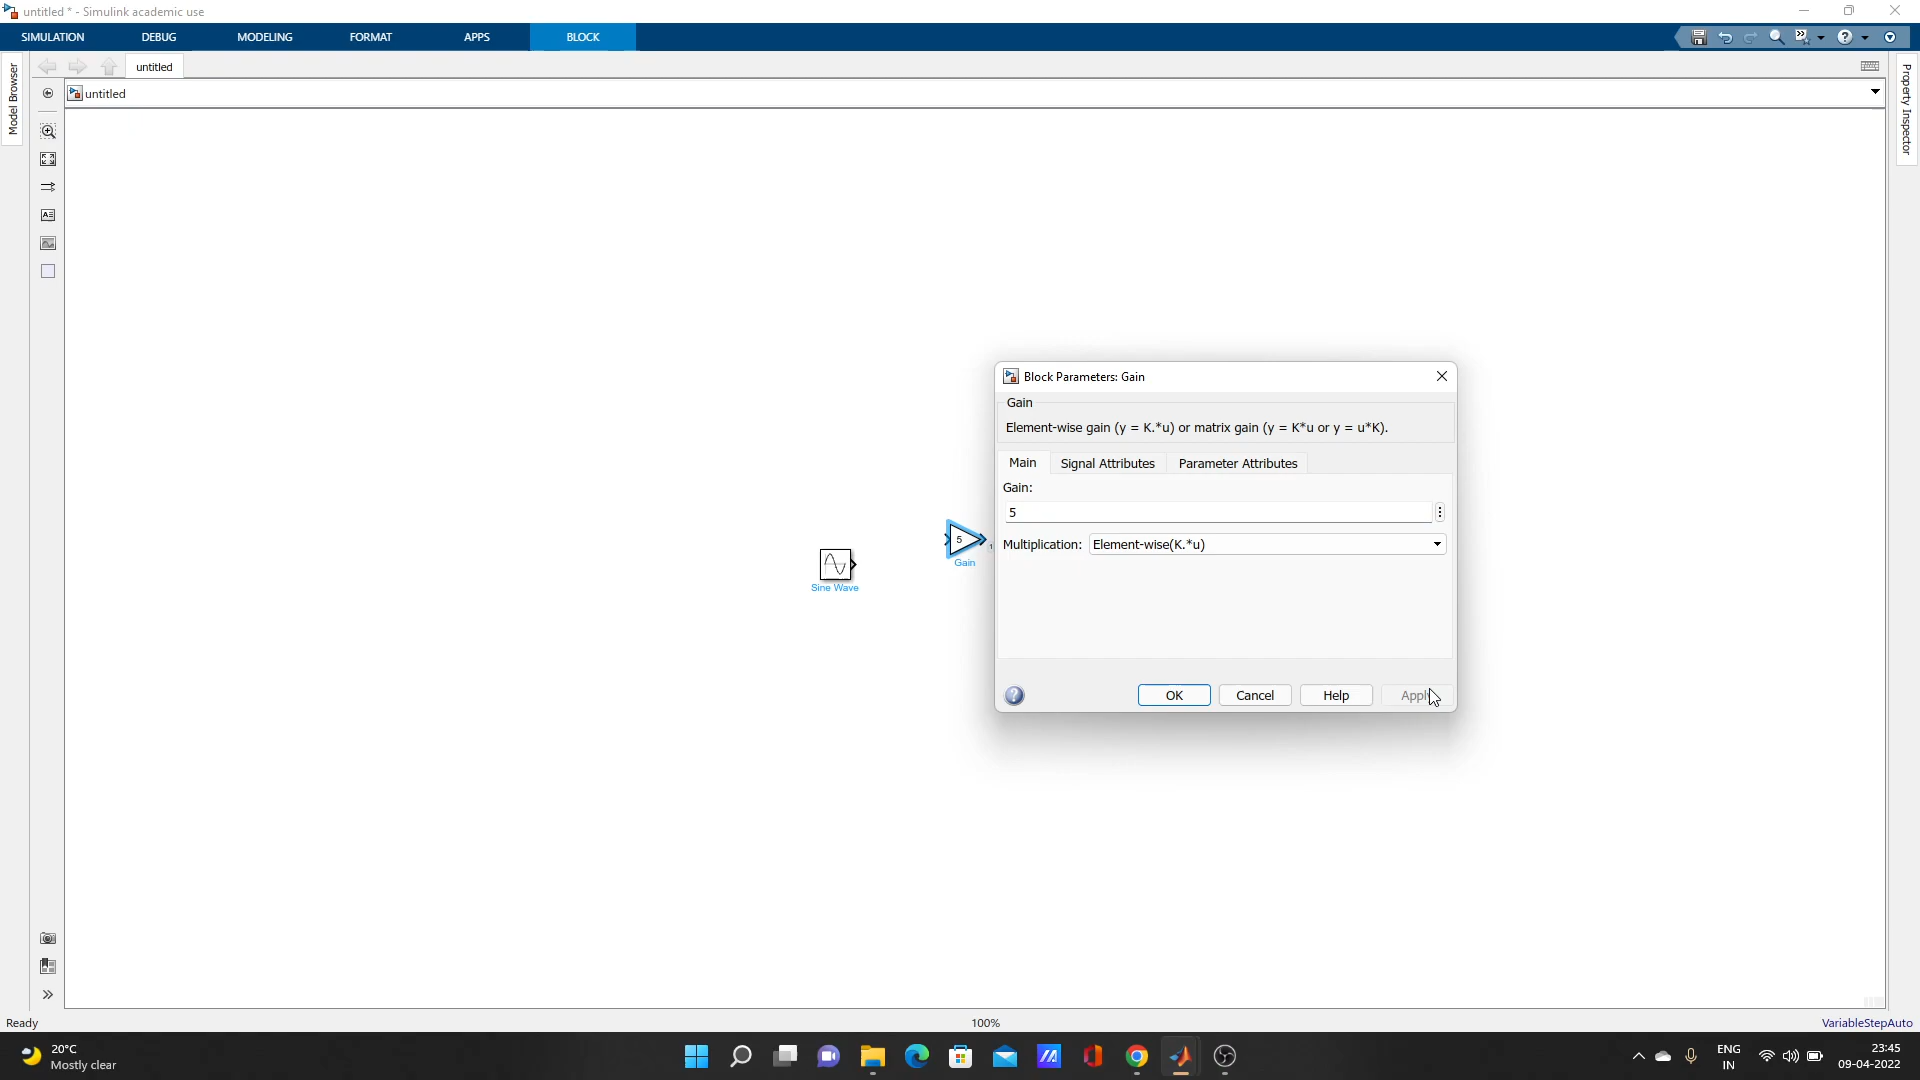 untitled * - Simulink academic use
SIMULATION DEBUG MODELING FORMAT APPS BLOCK
untitled
Model Browser
untitled
Property Inspector
Block Parameters: Gain
Gain
Element-wise gain (y = K.*u) or matrix gain (y = K*u or y = u*K).
Main Signal Attributes Parameter Attributes
Gain:
5
Multiplication: Element-wise(K.*u)
5
Gain
Sine Wave
OK Cancel Help Apply
Ready 100% VariableStepAuto
20°C
Mostly clear
ENG
IN
23:45
09-04-2022